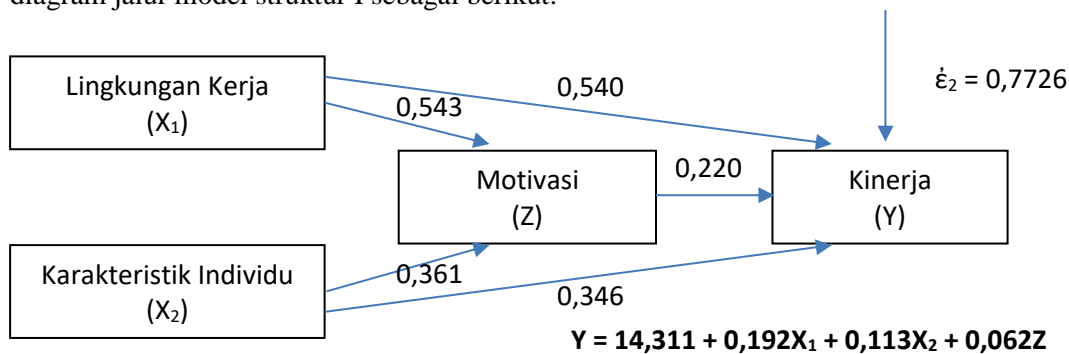 diagram jalur model struktur I sebagai berikut:
Lingkungan Kerja
(X₁)
0,540
0,543
ἐ₂ = 0,7726
Motivasi
(Z)
0,220
Kinerja
(Y)
Karakteristik Individu
(X₂)
0,361
0,346
Y = 14,311 + 0,192X₁ + 0,113X₂ + 0,062Z